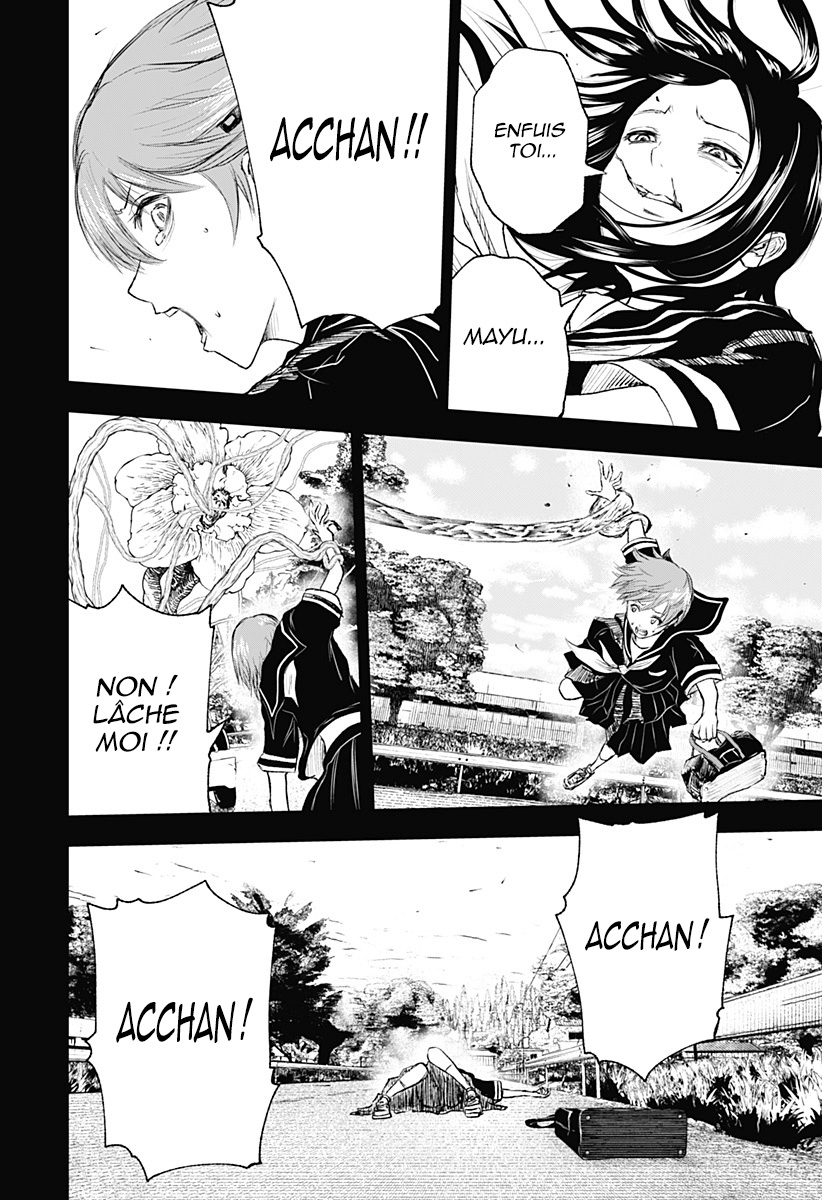 ENFUIS
TOI...
MAYU...
ACCHAN !!
NON !
LÂCHE
MOI !!
ACCHAN !
ACCHAN !